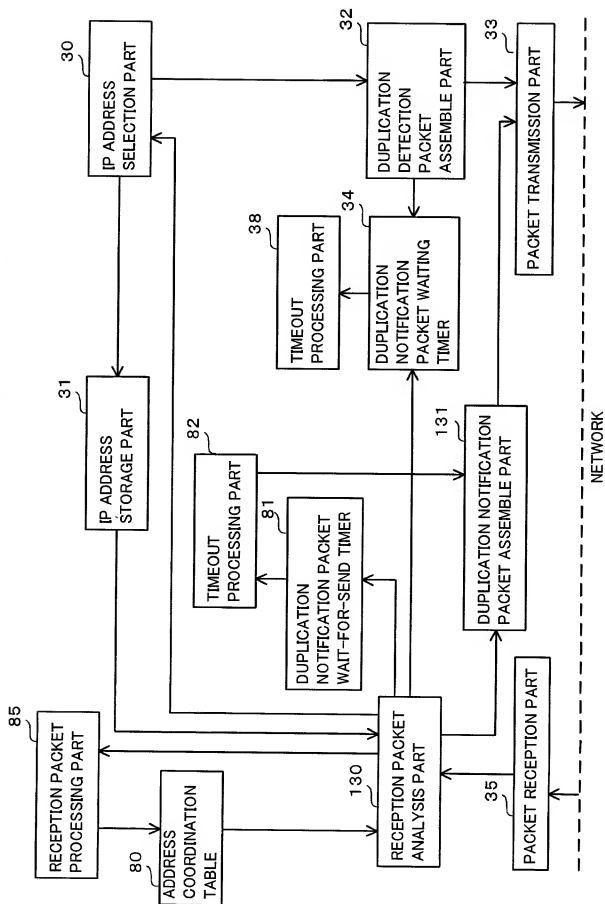 85
RECEPTION PACKET
PROCESSING PART
80
ADDRESS
COORDINATION
TABLE
31
IP ADDRESS
STORAGE PART
30
IP ADDRESS
SELECTION PART
82
TIMEOUT
PROCESSING PART
81
DUPLICATION
NOTIFICATION PACKET
WAIT-FOR-SEND TIMER
38
TIMEOUT
PROCESSING PART
34
DUPLICATION
NOTIFICATION
PACKET WAITING
TIMER
32
DUPLICATION
DETECTION
PACKET
ASSEMBLE PART
130
RECEPTION PACKET
ANALYSIS PART
131
DUPLICATION NOTIFICATION
PACKET ASSEMBLE PART
35
PACKET RECEPTION PART
33
PACKET TRANSMISSION PART
NETWORK